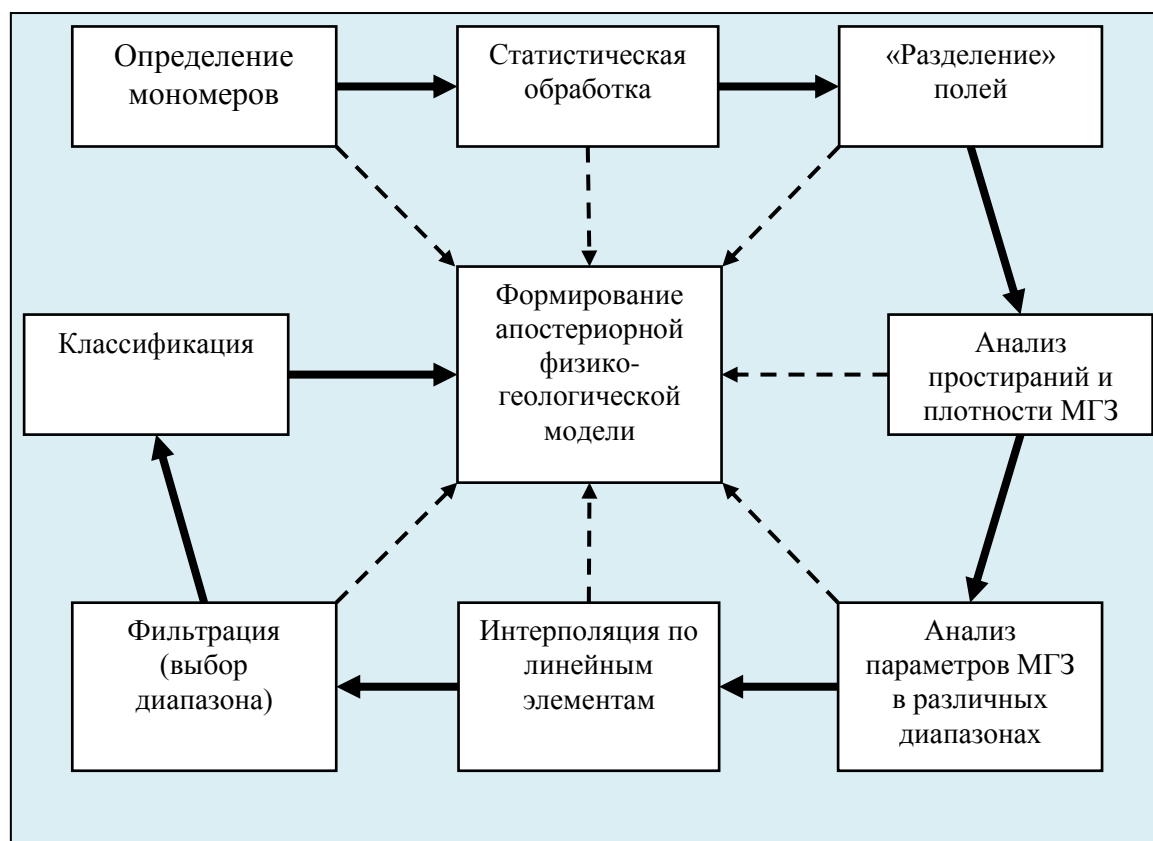 Определение
мономеров
Статистическая
обработка
«Разделение»
полей
Классификация
Формирование
апостериорной
физико-
геологической
модели
Анализ
простираний и
плотности МГЗ
Фильтрация
(выбор
диапазона)
Интерполяция по
линейным
элементам
Анализ
параметров МГЗ
в различных
диапазонах